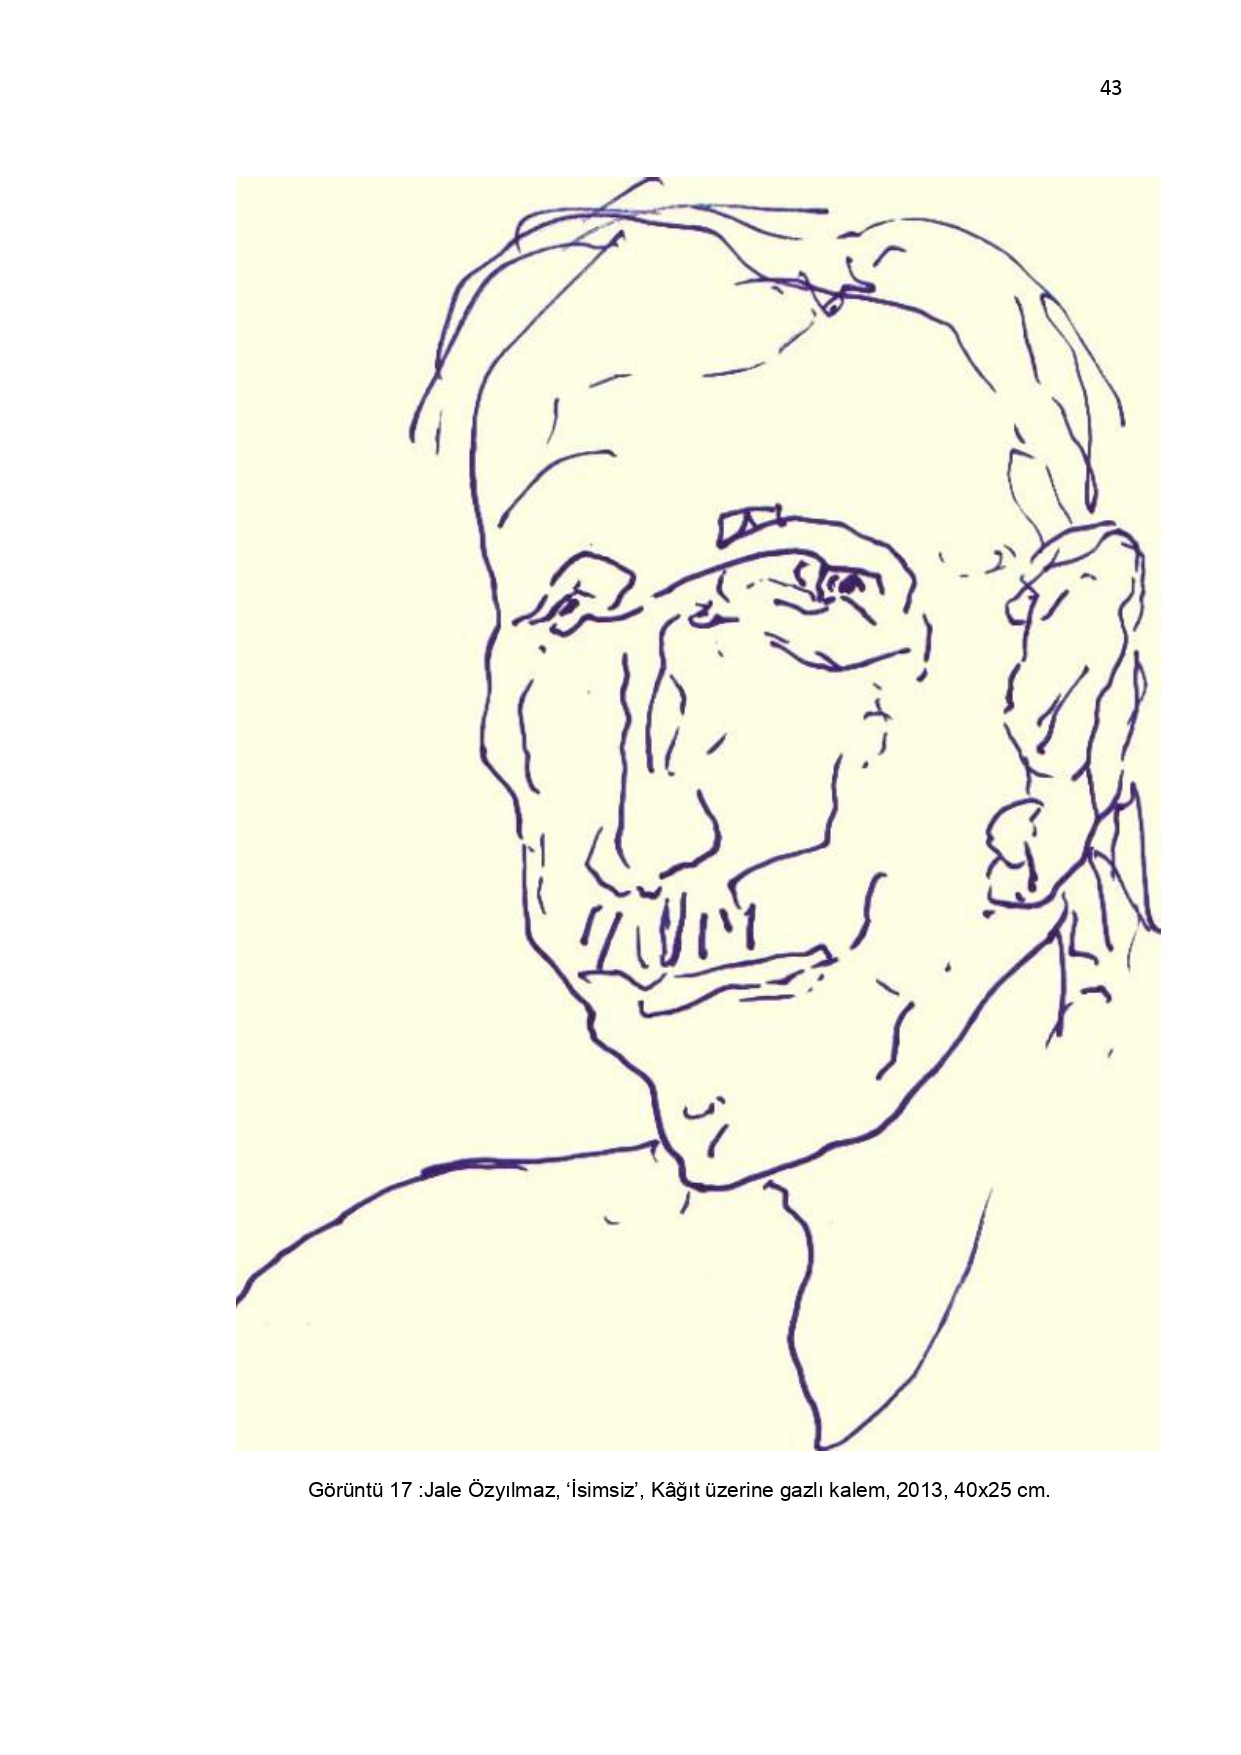 43
Görüntü 17 :Jale Özyılmaz, ‘İsimsiz’, Kâğıt üzerine gazlı kalem, 2013, 40x25 cm.